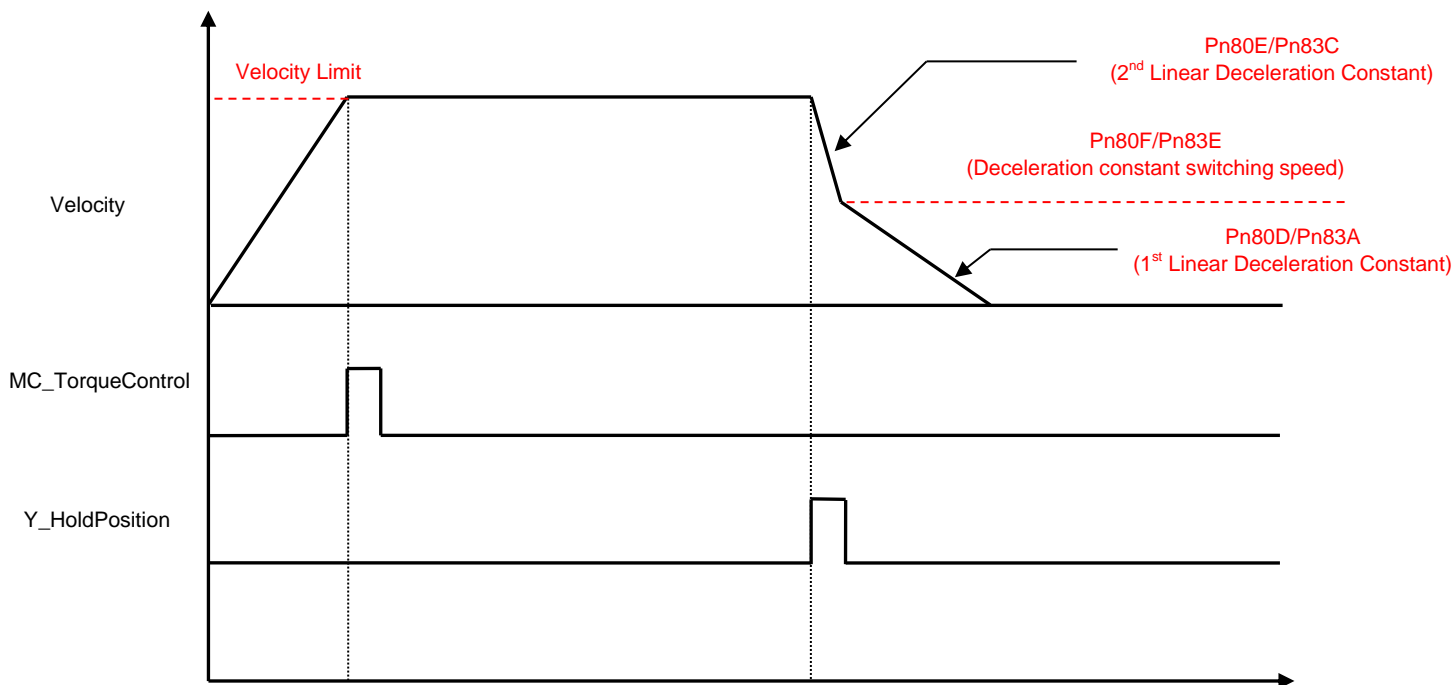 Pn80E/Pn83C
(2nd Linear Deceleration Constant)
Velocity Limit
Pn80F/Pn83E
(Deceleration constant switching speed)
Velocity
Pn80D/Pn83A
(1st Linear Deceleration Constant)
MC_TorqueControl
Y_HoldPosition